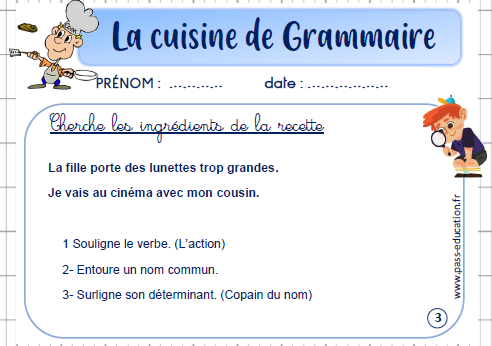 La cuisine de Grammaire
PRÉNOM : ............ date : ..................
Cherche les ingrédients de la recette
La fille porte des lunettes trop grandes.
Je vais au cinéma avec mon cousin.
1 Souligne le verbe. (L'action)
2- Entoure un nom commun.
3- Surligne son déterminant. (Copain du nom)
www.pass-education.fr
3